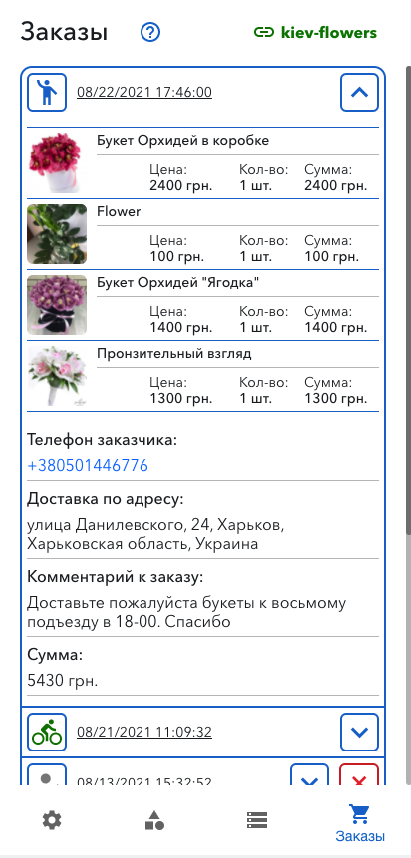 Заказы
kiev-flowers
08/22/2021 17:46:00
Букет Орхидей в коробке
Цена: Кол-во: Сумма:
2400 грн. 1 шт. 2400 грн.
Flower
Цена: Кол-во: Сумма:
100 грн. 1 шт. 100 грн.
Букет Орхидей "Ягодка"
Цена: Кол-во: Сумма:
1400 грн. 1 шт. 1400 грн.
Пронзительный взгляд
Цена: Кол-во: Сумма:
1300 грн. 1 шт. 1300 грн.
Телефон заказчика:
+380501446776
Доставка по адресу:
улица Данилевского, 24, Харьков,
Харьковская область, Украина
Комментарий к заказу:
Доставьте пожалуйста букеты к восьмому
подъезду в 18-00. Спасибо
Сумма:
5430 грн.
08/21/2021 11:09:32
08/13/2021 15:32:52
Заказы